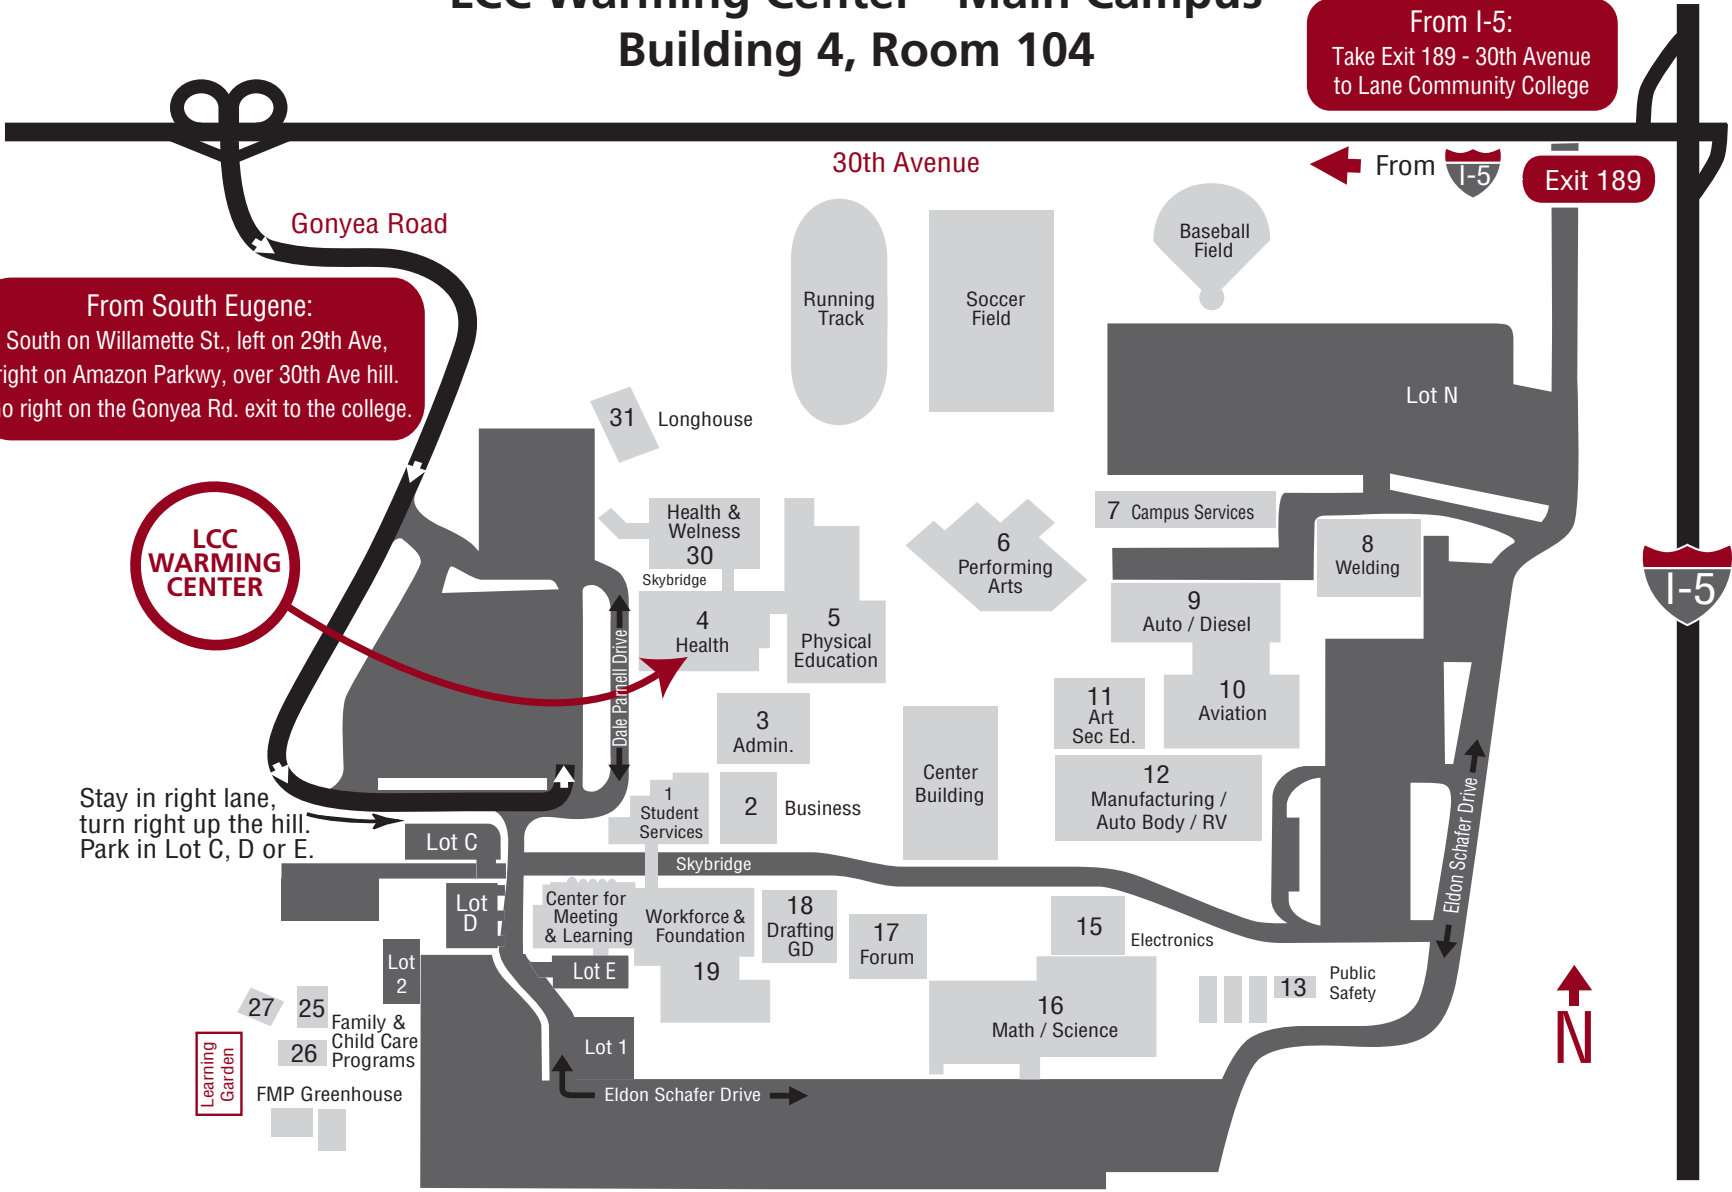 LCC Warming Center - Main Campus
Building 4, Room 104
From I-5:
Take Exit 189 - 30th Avenue
to Lane Community College
30th Avenue
From I-5
Exit 189
Gonyea Road
From South Eugene:
South on Willamette St., left on 29th Ave,
right on Amazon Parkwy, over 30th Ave hill.
o right on the Gonyea Rd. exit to the college.
Running
Track
Soccer
Field
Baseball
Field
Lot N
31 Longhouse
LCC
WARMING
CENTER
Health &
Welness
30
Skybridge
4
Health
5
Physical
Education
6
Performing
Arts
7 Campus Services
8
Welding
9
Auto / Diesel
10
Aviation
11
Art
Sec Ed.
12
Manufacturing /
Auto Body / RV
I-5
Dale Parnell Drive
3
Admin.
Center
Building
1
Student
Services
2 Business
Eldon Schafer Drive
Stay in right lane,
turn right up the hill.
Park in Lot C, D or E.
Lot C
Skybridge
Lot
D
Center for
Meeting
& Learning
Workforce &
Foundation
19
18
Drafting
GD
17
Forum
15 Electronics
Lot
2
Lot E
16
Math / Science
13 Public
Safety
N
27
25
26
Family &
Child Care
Programs
Learning
Garden
FMP Greenhouse
Lot 1
Eldon Schafer Drive